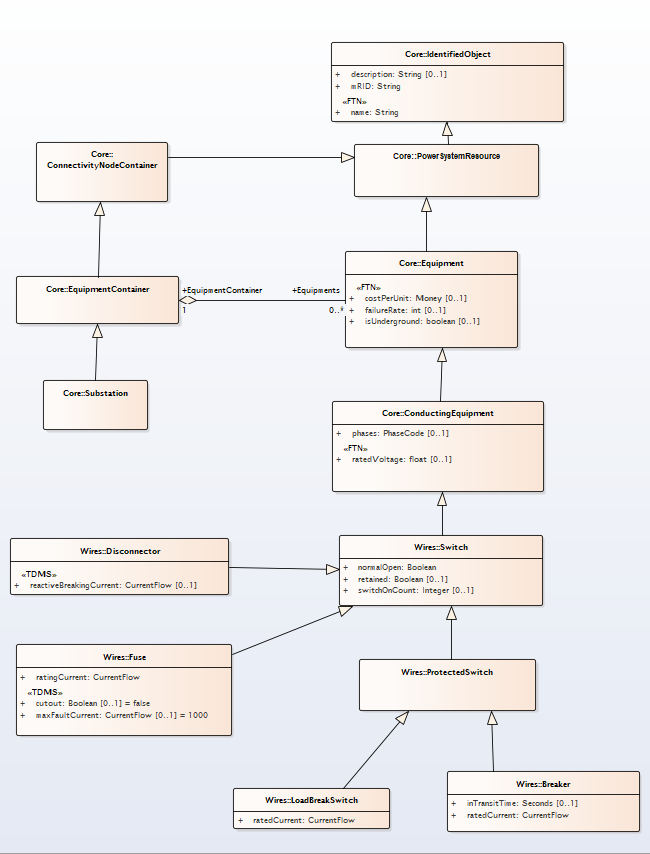 Core::IdentifiedObject
+ description: String [0..1]
+ mRID: String
«FTN»
+ name: String
Core::
ConnectivityNodeContainer
Core::PowerSystemResource
Core::EquipmentContainer
+EquipmentContainer
1
+Equipments
0..*
Core::Equipment
«FTN»
+ costPerUnit: Money [0..1]
+ failureRate: int [0..1]
+ isUnderground: boolean [0..1]
Core::Substation
Core::ConductingEquipment
+ phases: PhaseCode [0..1]
«FTN»
+ ratedVoltage: float [0..1]
Wires::Disconnector
«TDMS»
+ reactiveBreakingCurrent: CurrentFlow [0..1]
Wires::Switch
+ normalOpen: Boolean
+ retained: Boolean [0..1]
+ switchOnCount: Integer [0..1]
Wires::Fuse
+ ratingCurrent: CurrentFlow
«TDMS»
+ cutout: Boolean [0..1] = false
+ maxFaultCurrent: CurrentFlow [0..1] = 1000
Wires::ProtectedSwitch
Wires::LoadBreakSwitch
+ ratedCurrent: CurrentFlow
Wires::Breaker
+ inTransitTime: Seconds [0..1]
+ ratedCurrent: CurrentFlow